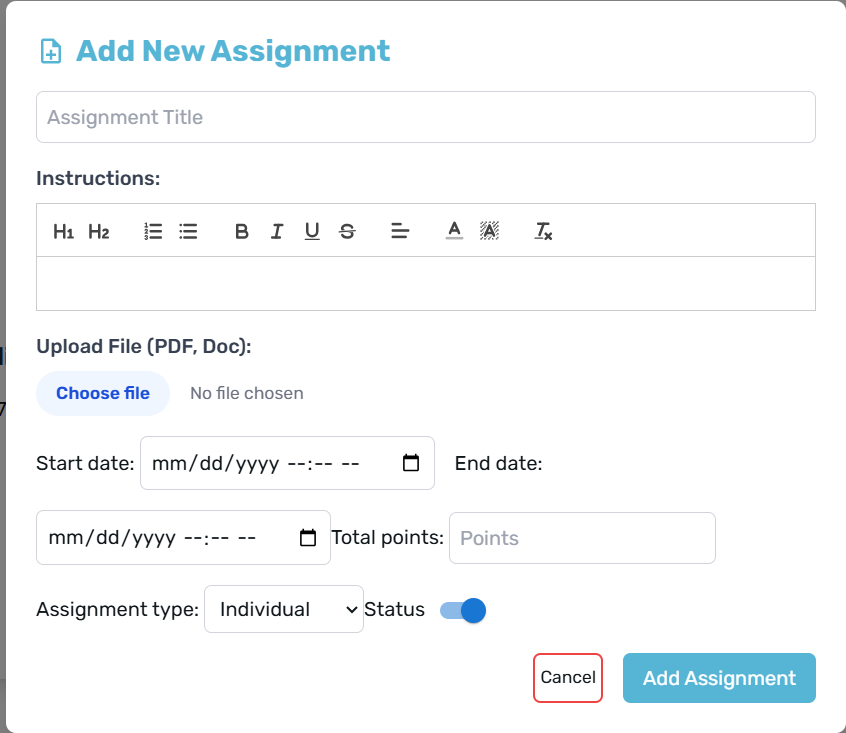 Add New Assignment
Assignment Title
Instructions:
H1 H2 B I U S A A Tx
Upload File (PDF, Doc):
Choose file No file chosen
Start date: mm/dd/yyyy --:-- -- End date:
mm/dd/yyyy --:-- -- Total points: Points
Assignment type: Individual Status
Cancel Add Assignment